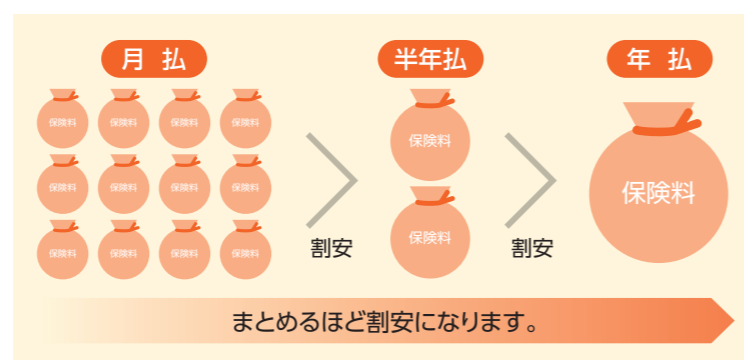 月 払
半年払
年 払
保険料 保険料 保険料 保険料
保険料 保険料 保険料 保険料
保険料 保険料 保険料 保険料
保険料
保険料
保険料
割安
割安
まとめるほど割安になります。